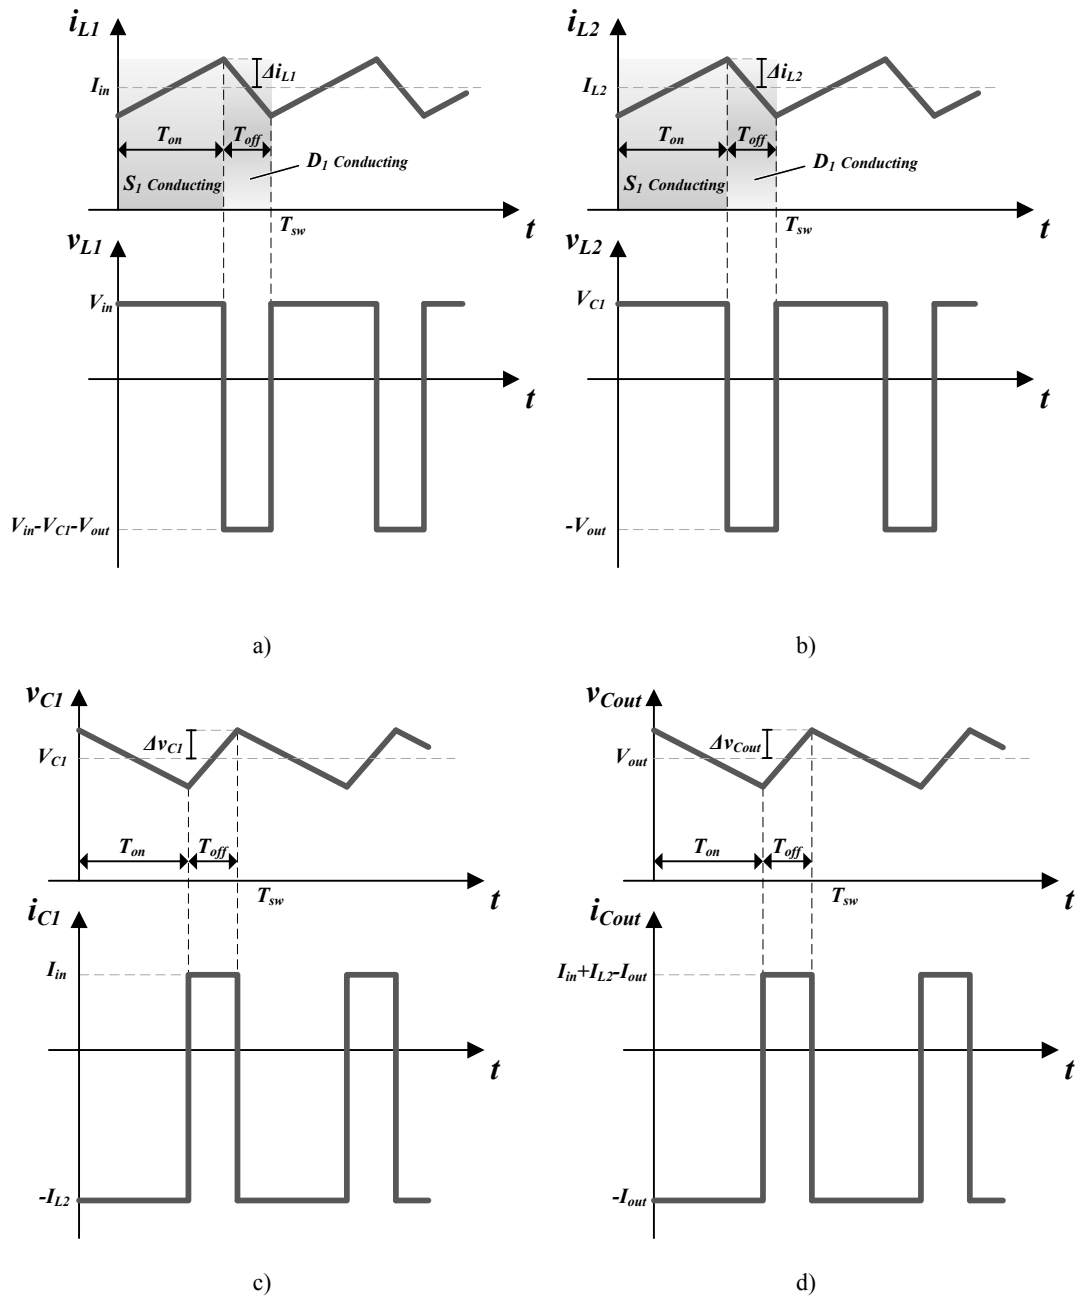 i_L1
I_in
Δi_L1
T_on
T_off
D_1 Conducting
S_1 Conducting
T_sw
t
v_L1
V_in
t
V_in-V_C1-V_out
a)
i_L2
I_L2
Δi_L2
T_on
T_off
D_1 Conducting
S_1 Conducting
T_sw
t
v_L2
V_C1
t
-V_out
b)
v_C1
V_C1
Δv_C1
T_on
T_off
T_sw
t
i_C1
I_in
t
-I_L2
c)
v_Cout
V_out
Δv_Cout
T_on
T_off
T_sw
t
i_Cout
I_in+I_L2-I_out
t
-I_out
d)